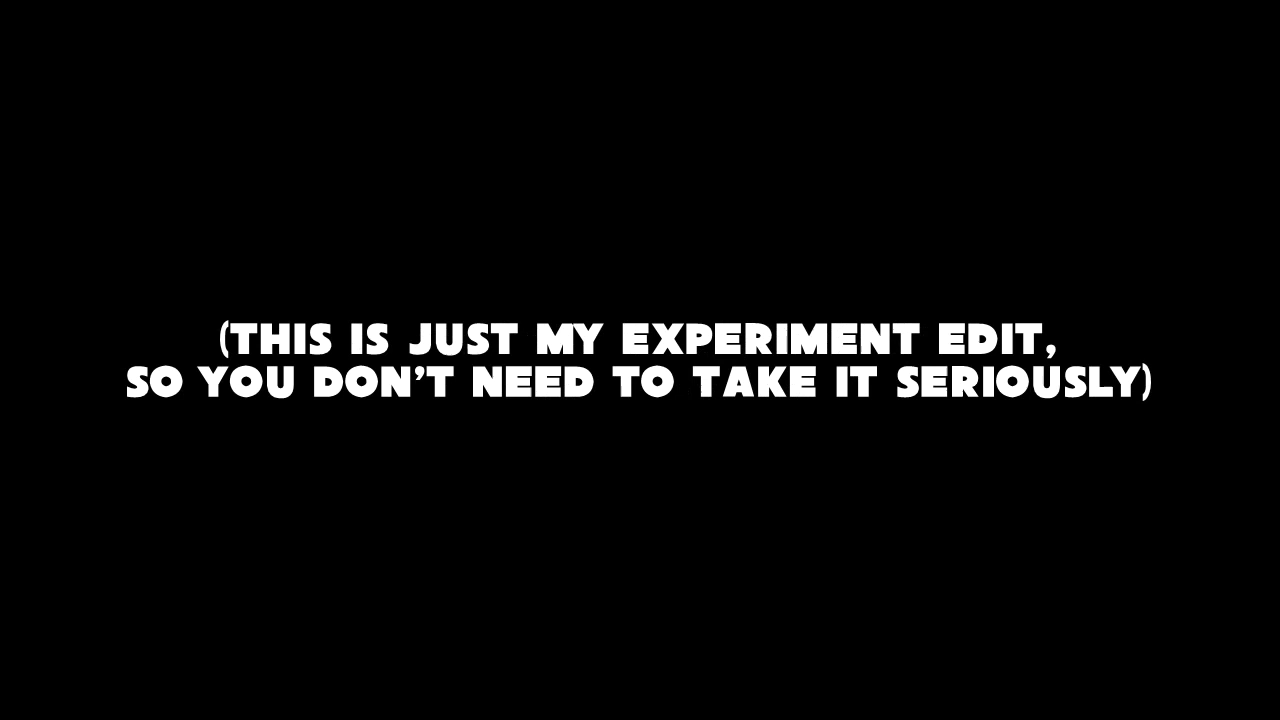 (THIS IS JUST MY EXPERIMENT EDIT,
SO YOU DON'T NEED TO TAKE IT SERIOUSLY)